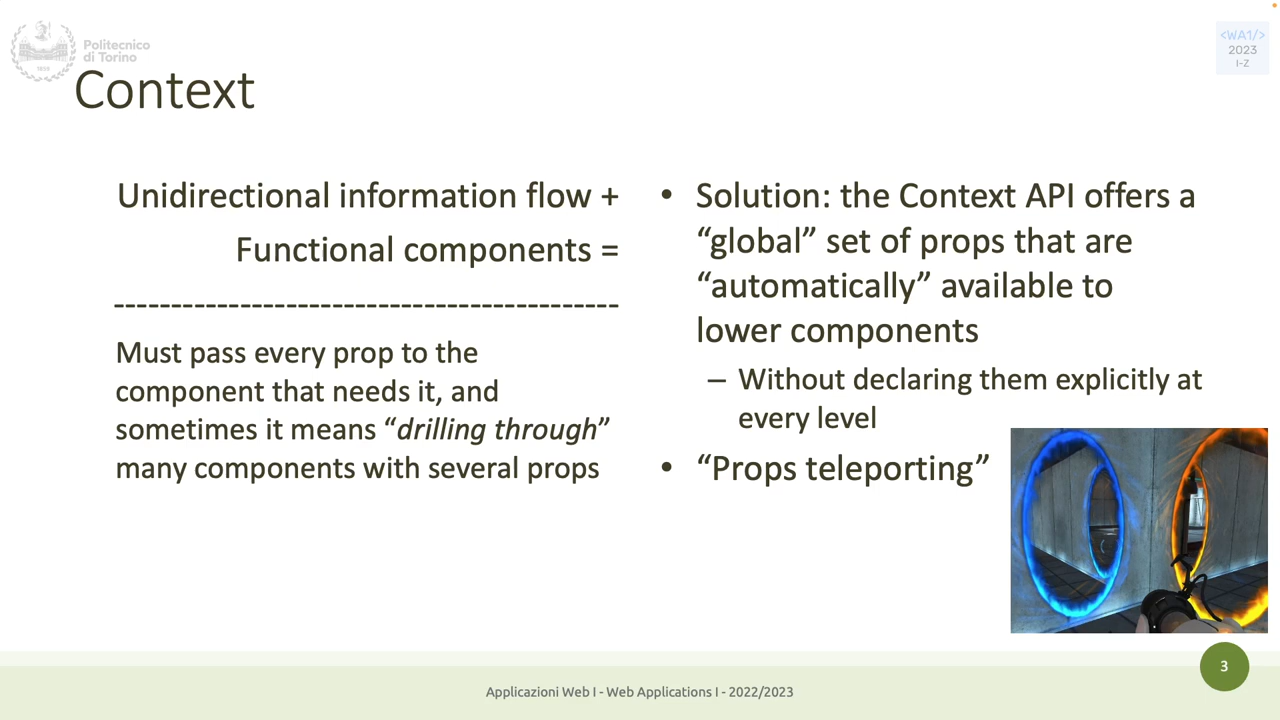 Politecnico
di Torino
1859
<WA1/>
2023
I-Z
Context
Unidirectional information flow +
Functional components =
---------------------------------------------
Must pass every prop to the
component that needs it, and
sometimes it means “drilling through”
many components with several props
• Solution: the Context API offers a
“global” set of props that are
“automatically” available to
lower components
– Without declaring them explicitly at
every level
• “Props teleporting”
3
Applicazioni Web I - Web Applications I - 2022/2023